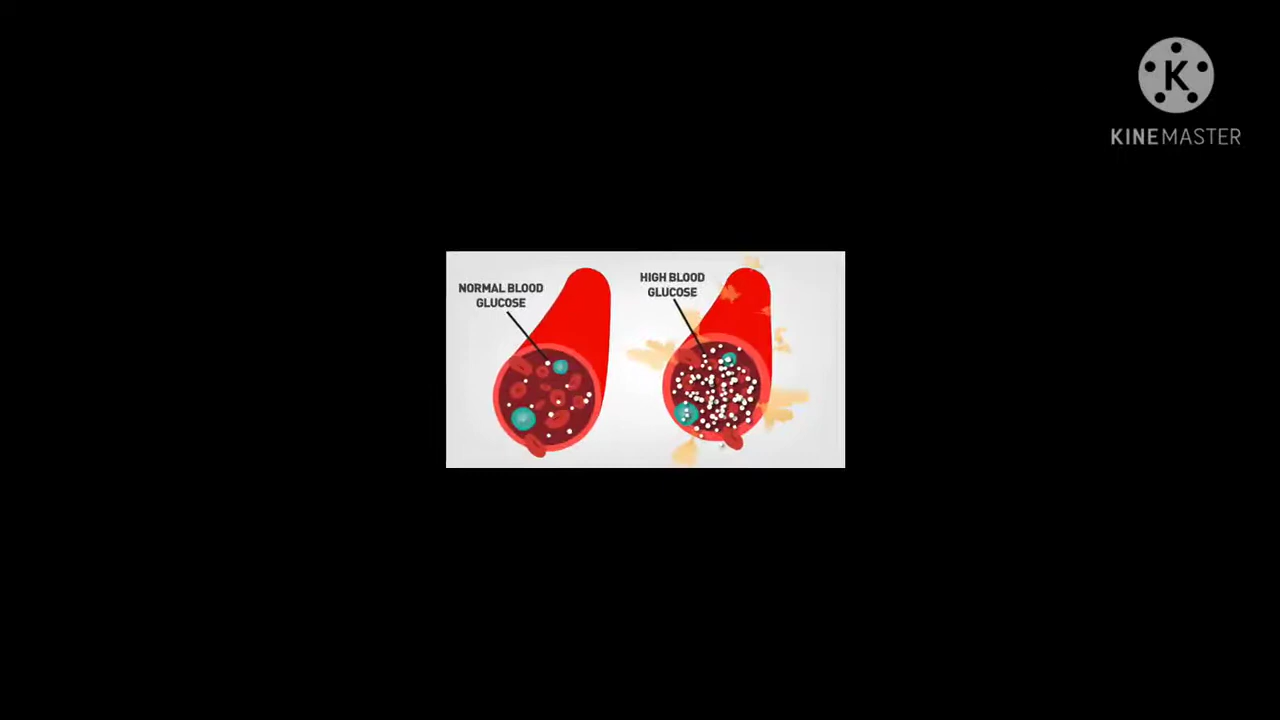 NORMAL BLOOD
GLUCOSE
HIGH BLOOD
GLUCOSE
K
KINEMASTER